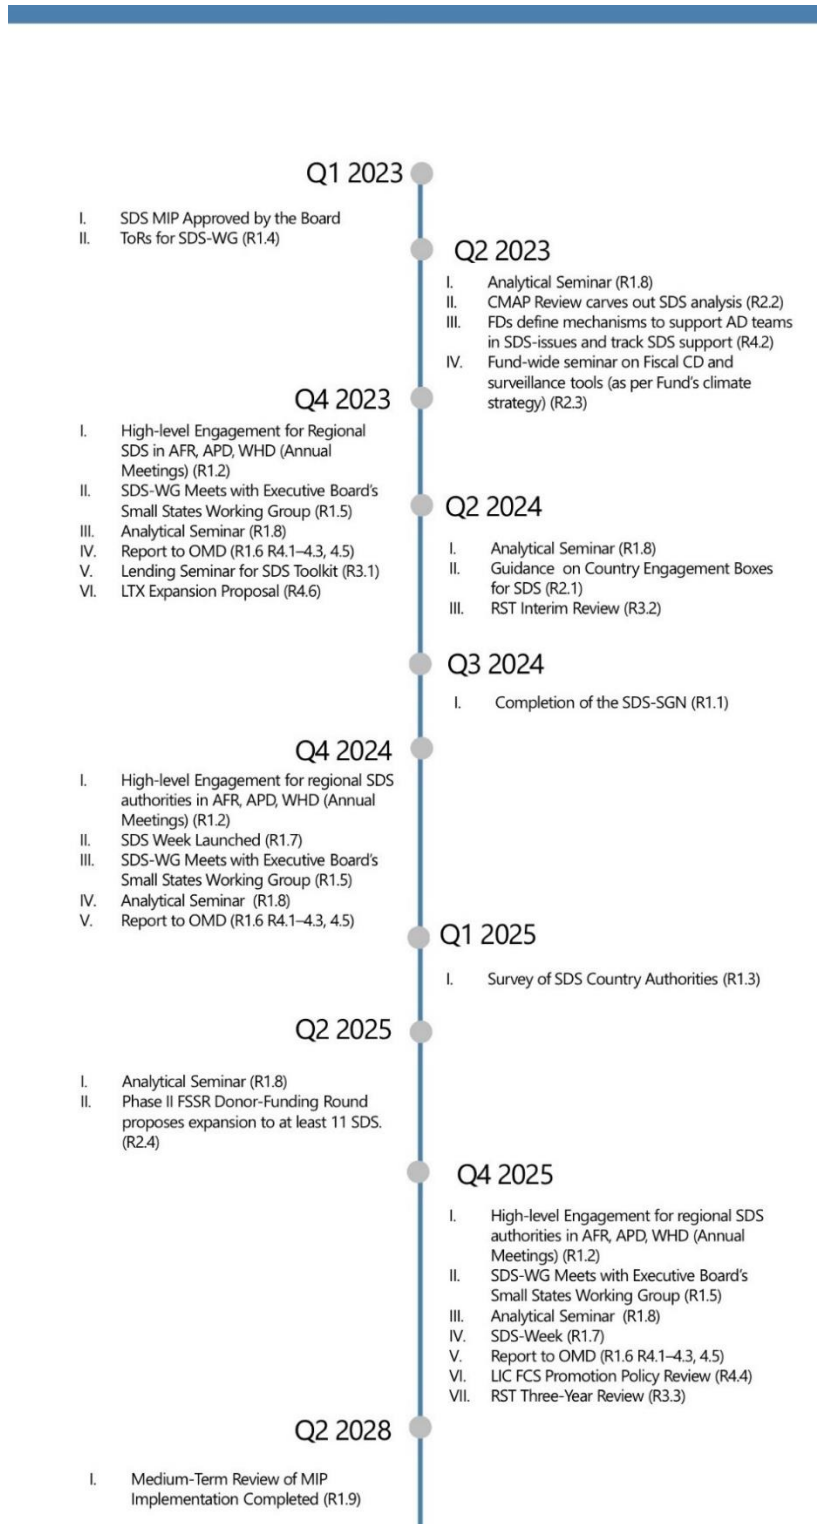 Q1 2023
I. SDS MIP Approved by the Board
II. ToRs for SDS-WG (R1.4)
Q2 2023
I. Analytical Seminar (R1.8)
II. CMAP Review carves out SDS analysis (R2.2)
III. FDs define mechanisms to support AD teams
in SDS-issues and track SDS support (R4.2)
IV. Fund-wide seminar on Fiscal CD and
surveillance tools (as per Fund's climate
strategy) (R2.3)
Q4 2023
I. High-level Engagement for Regional
SDS in AFR, APD, WHD (Annual
Meetings) (R1.2)
II. SDS-WG Meets with Executive Board's
Small States Working Group (R1.5)
III. Analytical Seminar (R1.8)
IV. Report to OMD (R1.6 R4.1–4.3, 4.5)
V. Lending Seminar for SDS Toolkit (R3.1)
VI. LTX Expansion Proposal (R4.6)
Q2 2024
I. Analytical Seminar (R1.8)
II. Guidance on Country Engagement Boxes
for SDS (R2.1)
III. RST Interim Review (R3.2)
Q3 2024
I. Completion of the SDS-SGN (R1.1)
Q4 2024
I. High-level Engagement for regional SDS
authorities in AFR, APD, WHD (Annual
Meetings) (R1.2)
II. SDS Week Launched (R1.7)
III. SDS-WG Meets with Executive Board's
Small States Working Group (R1.5)
IV. Analytical Seminar (R1.8)
V. Report to OMD (R1.6 R4.1–4.3, 4.5)
Q1 2025
I. Survey of SDS Country Authorities (R1.3)
Q2 2025
I. Analytical Seminar (R1.8)
II. Phase II FSSR Donor-Funding Round
proposes expansion to at least 11 SDS.
(R2.4)
Q4 2025
I. High-level Engagement for regional SDS
authorities in AFR, APD, WHD (Annual
Meetings) (R1.2)
II. SDS-WG Meets with Executive Board's
Small States Working Group (R1.5)
III. Analytical Seminar (R1.8)
IV. SDS-Week (R1.7)
V. Report to OMD (R1.6 R4.1–4.3, 4.5)
VI. LIC FCS Promotion Policy Review (R4.4)
VII. RST Three-Year Review (R3.3)
Q2 2028
I. Medium-Term Review of MIP
Implementation Completed (R1.9)